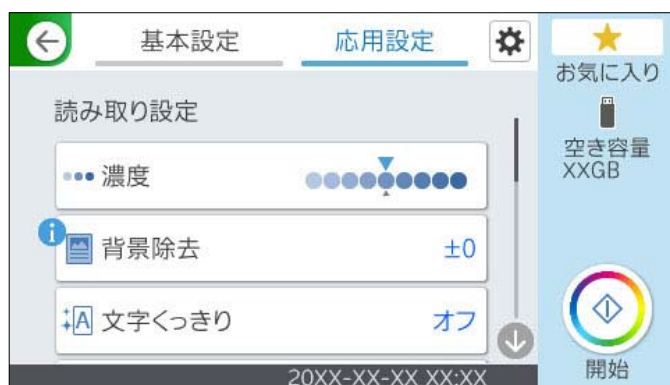 基本設定
応用設定
お気に入り
読み取り設定
空き容量
XXGB
濃度
背景除去
±0
A 文字くっきり
オフ
開始
20XX-XX-XX XX:XX